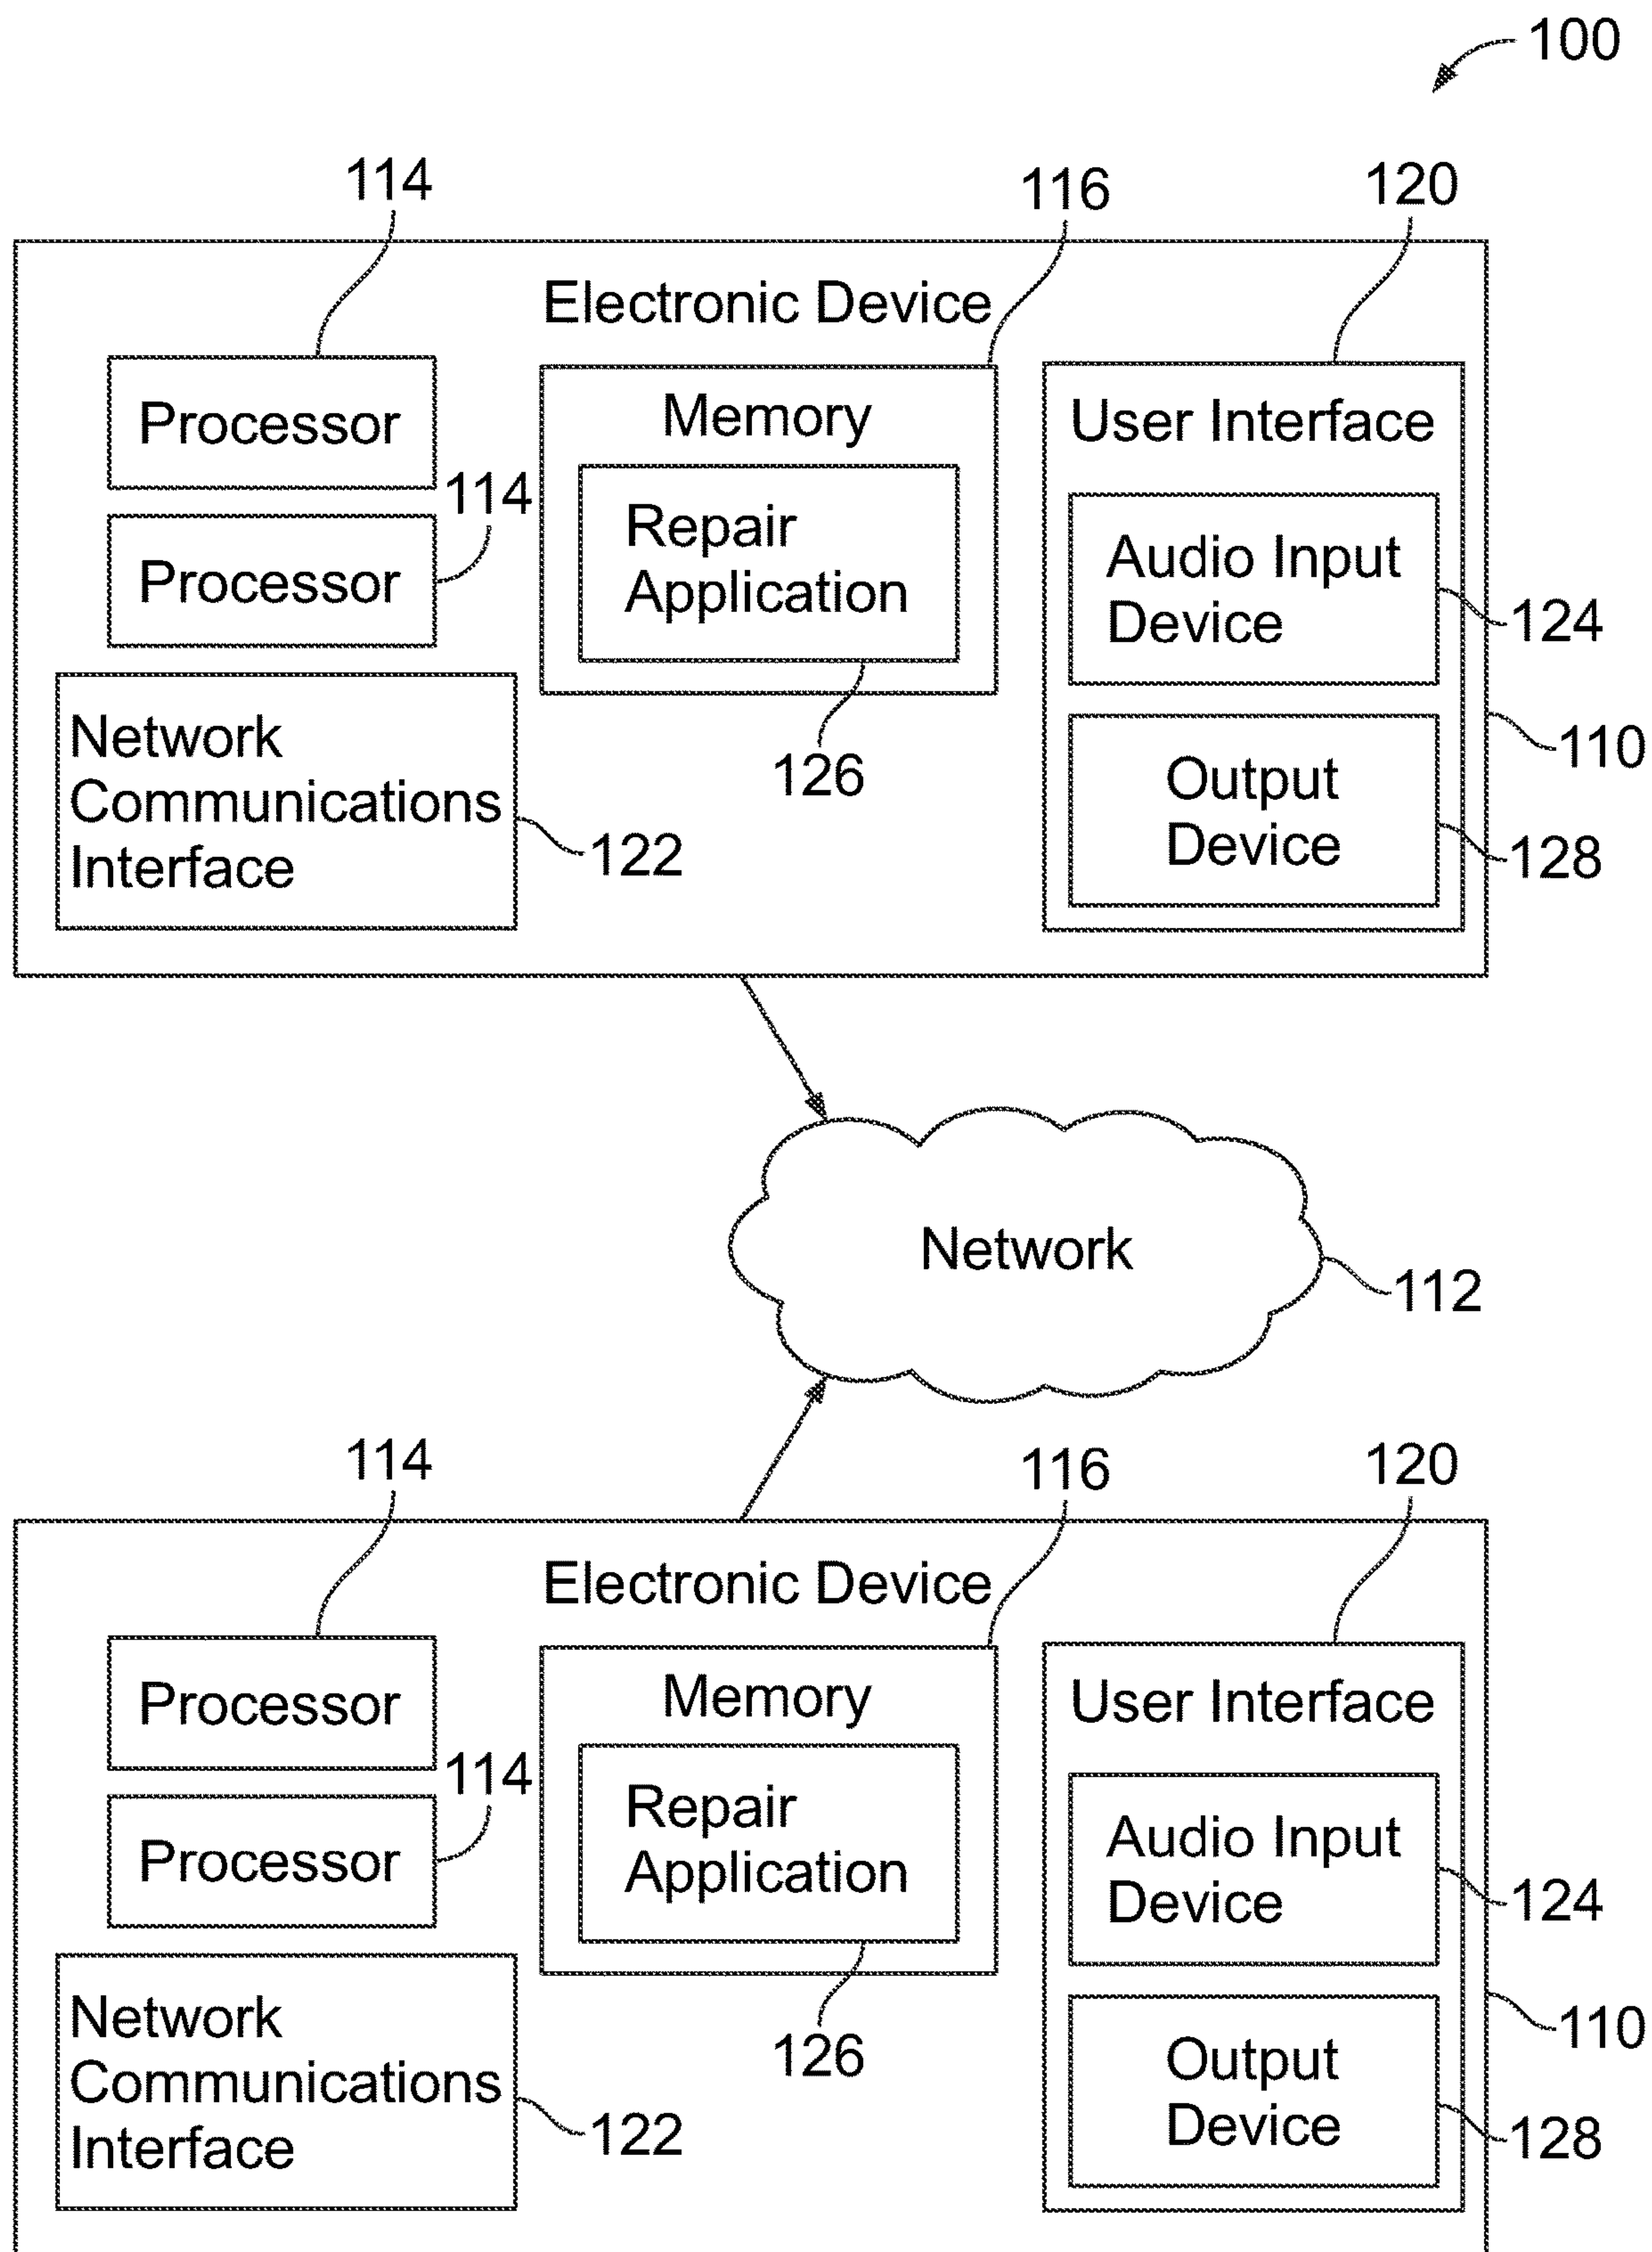 100
114
116
120
Electronic Device
Processor
Memory
User Interface
114
Processor
Repair
Application
Audio Input
Device
124
Network
Communications
Interface
122
126
110
Output
Device
128
Network
112
114
116
120
Electronic Device
Processor
Memory
User Interface
114
Processor
Repair
Application
Audio Input
Device
124
Network
Communications
Interface
122
126
110
Output
Device
128